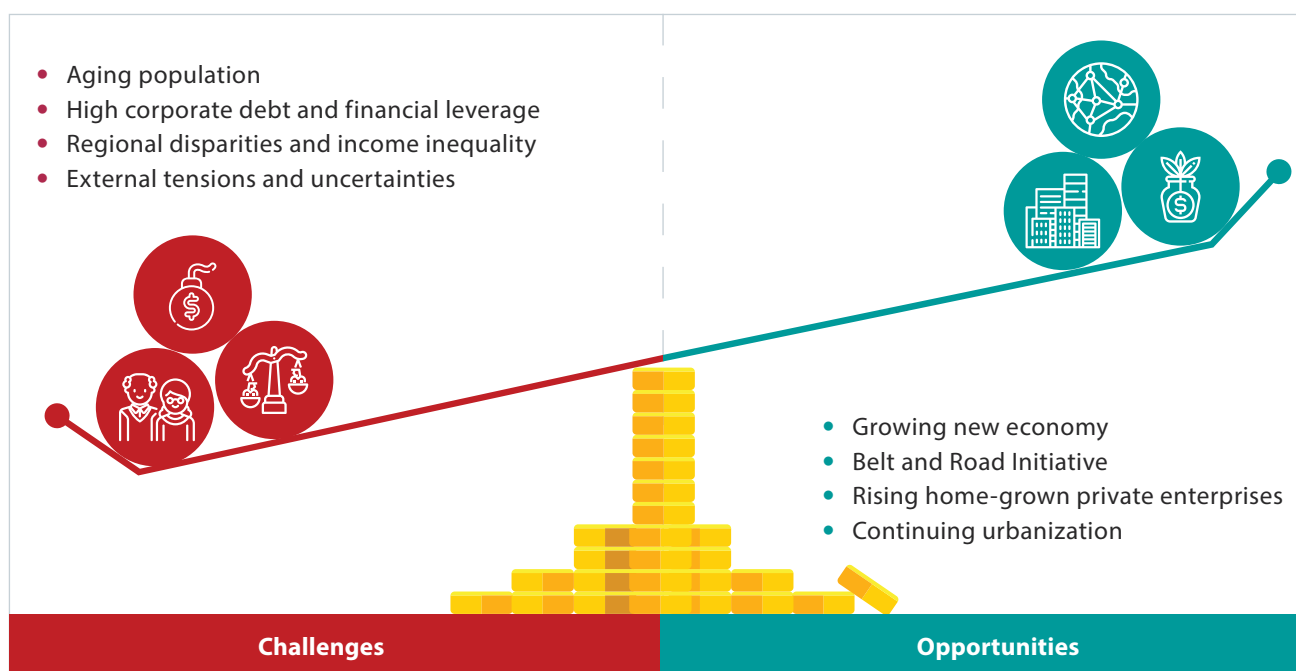 • Aging population
• High corporate debt and financial leverage
• Regional disparities and income inequality
• External tensions and uncertainties
$
$
$
• Growing new economy
• Belt and Road Initiative
• Rising home-grown private enterprises
• Continuing urbanization
Challenges
Opportunities